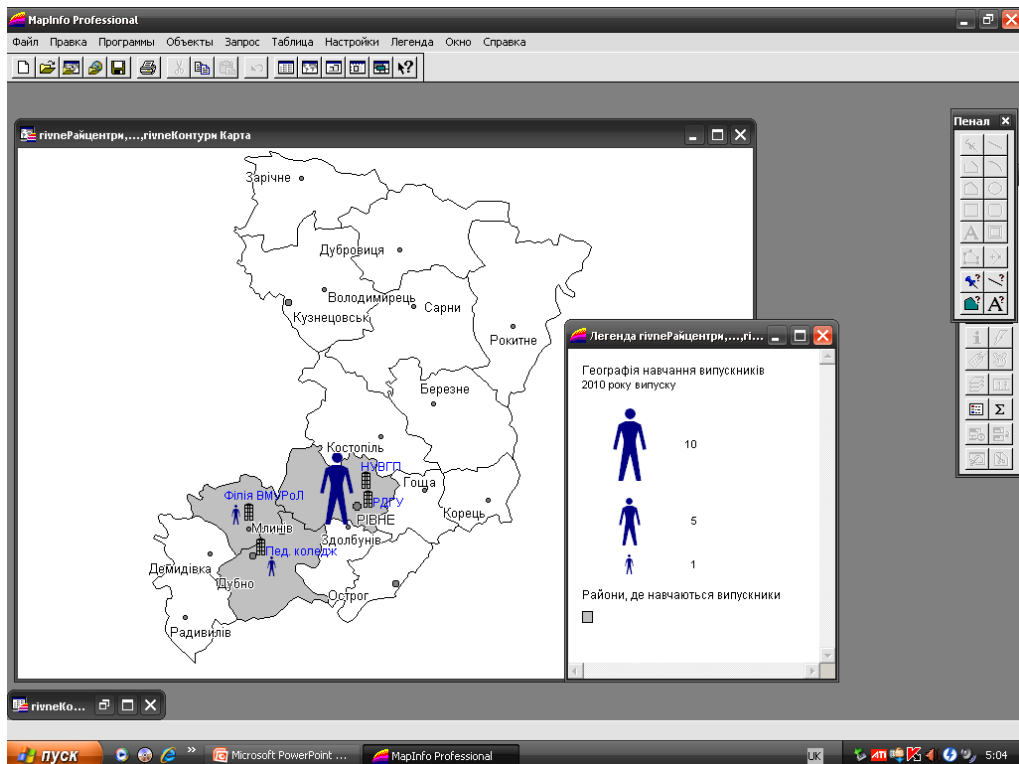 MapInfo Professional
Файл Правка Программы Объекты Запрос Таблица Настройки Легенда Окно Справка
rivneРайцентри,...,rivneКонтури Карта
Зарічне
Дубровиця
Володимирець
Кузнецовськ
Сарни
Рокитне
Березне
Костопіль
НУВГП
Гоща
Філія ВМУРоЛ
РДГУ
Корець
РІВНЕ
Млинів
Здолбунів
Пед. коледж
Демидівка
Дубно
Острог
Радивилів
Легенда rivneРайцентри,...,ri...
Географія навчання випускників
2010 року випуску
10
5
1
Райони, де навчаються випускники
Пенал
rivneКо...
пуск
Microsoft PowerPoint ...
MapInfo Professional
UK
5:04